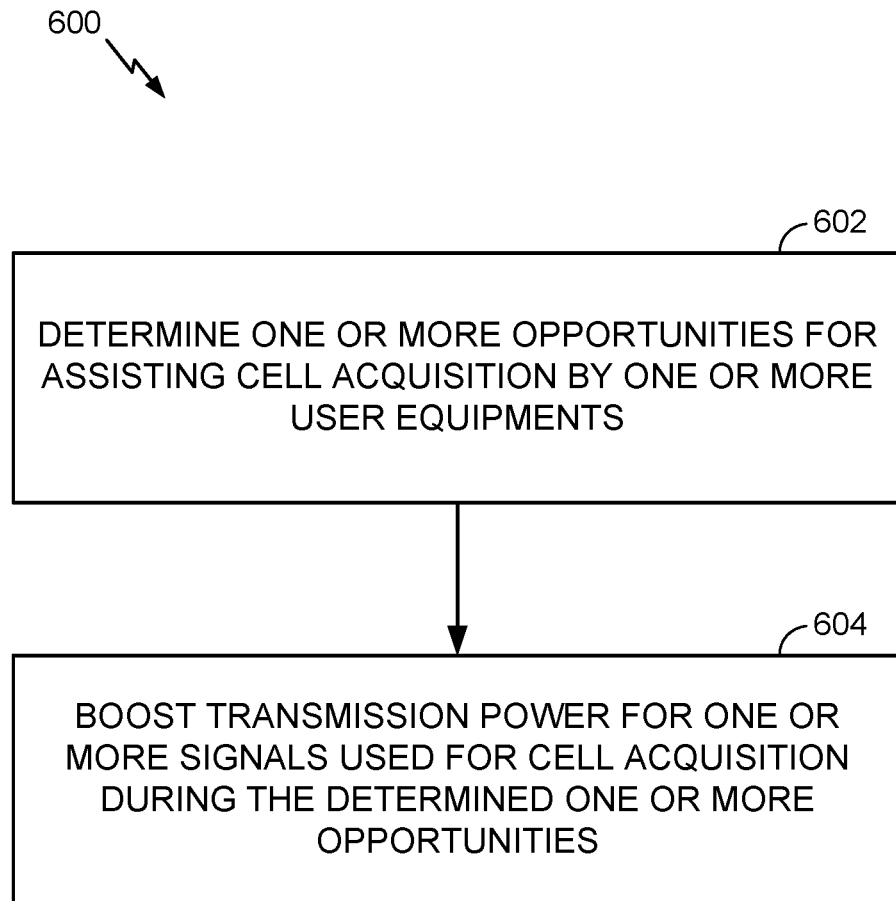 600
602
DETERMINE ONE OR MORE OPPORTUNITIES FOR
ASSISTING CELL ACQUISITION BY ONE OR MORE
USER EQUIPMENTS
604
BOOST TRANSMISSION POWER FOR ONE OR
MORE SIGNALS USED FOR CELL ACQUISITION
DURING THE DETERMINED ONE OR MORE
OPPORTUNITIES